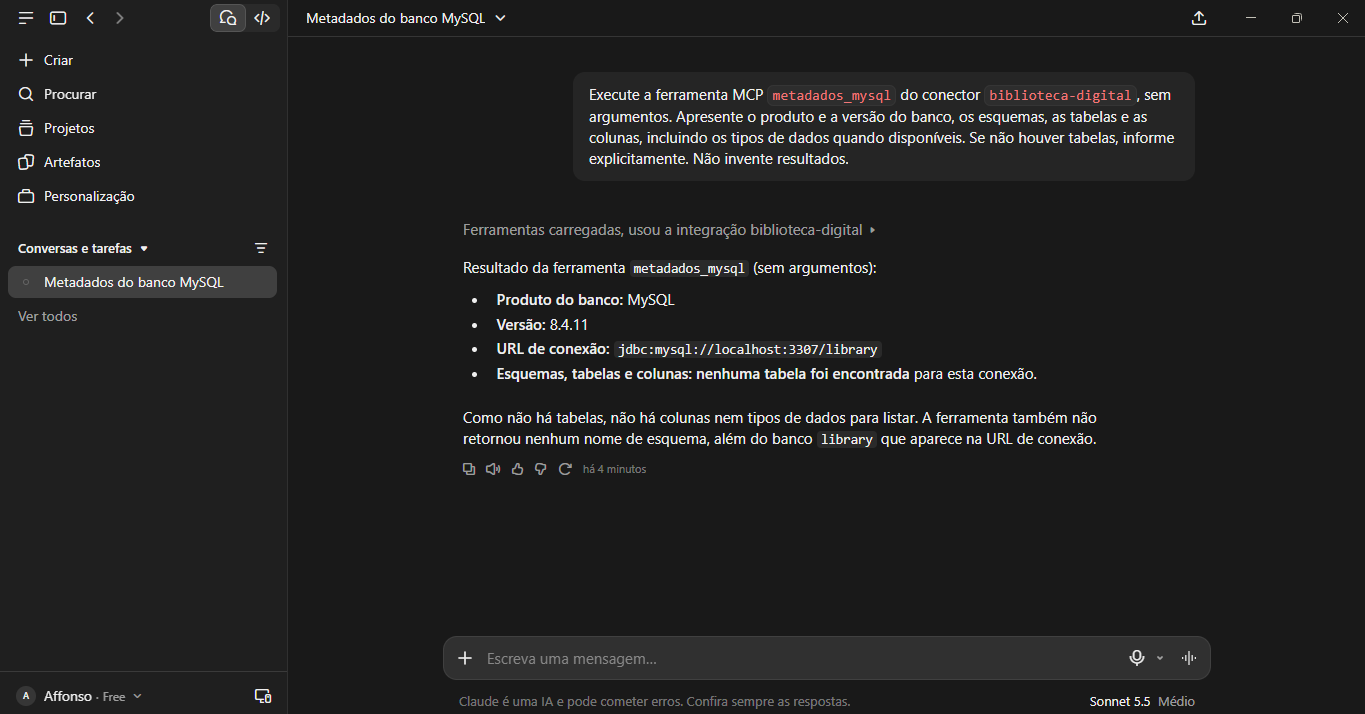 Metadados do banco MySQL
Criar
Procurar
Projetos
Artefatos
Personalização
Conversas e tarefas
Metadados do banco MySQL
Ver todos
Execute a ferramenta MCP metadados_mysql do conector biblioteca-digital, sem
argumentos. Apresente o produto e a versão do banco, os esquemas, as tabelas e as
colunas, incluindo os tipos de dados quando disponíveis. Se não houver tabelas, informe
explicitamente. Não invente resultados.
Ferramentas carregadas, usou a integração biblioteca-digital
Resultado da ferramenta metadados_mysql (sem argumentos):
• Produto do banco: MySQL
• Versão: 8.4.11
• URL de conexão: jdbc:mysql://localhost:3307/library
• Esquemas, tabelas e colunas: nenhuma tabela foi encontrada para esta conexão.
Como não há tabelas, não há colunas nem tipos de dados para listar. A ferramenta também não
retornou nenhum nome de esquema, além do banco library que aparece na URL de conexão.
há 4 minutos
Escreva uma mensagem...
A Affonso · Free
Claude é uma IA e pode cometer erros. Confira sempre as respostas.
Sonnet 5.5 Médio